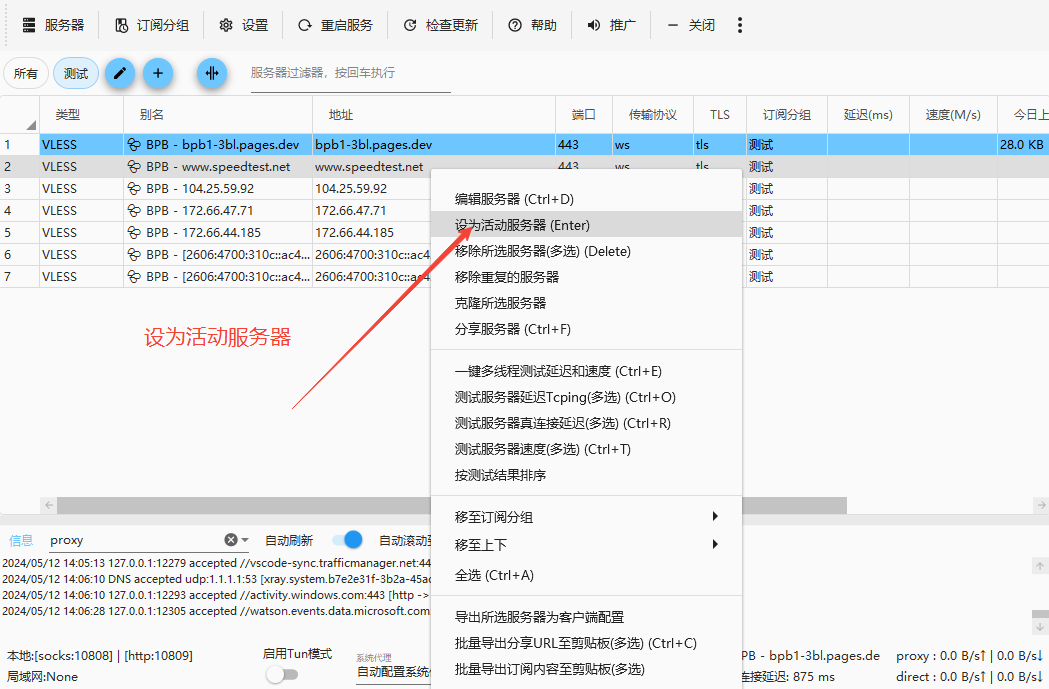 服务器 订阅分组 设置 重启服务 检查更新 帮助 推广 关闭
所有 测试 服务器过滤器，按回车执行
类型 别名 地址 端口 传输协议 TLS 订阅分组 延迟(ms) 速度(M/s) 今日上
1 VLESS BPB - bpb1-3bl.pages.dev bpb1-3bl.pages.dev 443 ws tls 测试 28.0 KB
2 VLESS BPB - www.speedtest.net www.speedtest.net 443 ws tls 测试
3 VLESS BPB - 104.25.59.92 104.25.59.92 测试
4 VLESS BPB - 172.66.47.71 172.66.47.71 测试
5 VLESS BPB - 172.66.44.185 172.66.44.185 测试
6 VLESS BPB - [2606:4700:310c::ac4... 2606:4700:310c::ac4 测试
7 VLESS BPB - [2606:4700:310c::ac4... 2606:4700:310c::ac4 测试
编辑服务器 (Ctrl+D)
设为活动服务器 (Enter)
移除所选服务器(多选) (Delete)
移除重复的服务器
克隆所选服务器
分享服务器 (Ctrl+F)
一键多线程测试延迟和速度 (Ctrl+E)
测试服务器延迟Tcping(多选) (Ctrl+O)
测试服务器真连接延迟(多选) (Ctrl+R)
测试服务器速度(多选) (Ctrl+T)
按测试结果排序
移至订阅分组
移至上下
全选 (Ctrl+A)
导出所选服务器为客户端配置
批量导出分享URL至剪贴板(多选) (Ctrl+C)
批量导出订阅内容至剪贴板(多选)
设为活动服务器
信息 proxy 自动刷新 自动滚动到
2024/05/12 14:05:13 127.0.0.1:12279 accepted //vscode-sync.trafficmanager.net:44
2024/05/12 14:06:10 DNS accepted udp:1.1.1.1:53 [xray.system.b7e2e31f-3b2a-45ac
2024/05/12 14:06:10 127.0.0.1:12293 accepted //activity.windows.com:443 [http ->
2024/05/12 14:06:28 127.0.0.1:12305 accepted //watson.events.data.microsoft.com
本地:[socks:10808] | [http:10809]
局域网:None
启用Tun模式
系统代理
自动配置系统
PB - bpb1-3bl.pages.de
连接延迟: 875 ms
proxy : 0.0 B/s↑ | 0.0 B/s↓
direct : 0.0 B/s↑ | 0.0 B/s↓